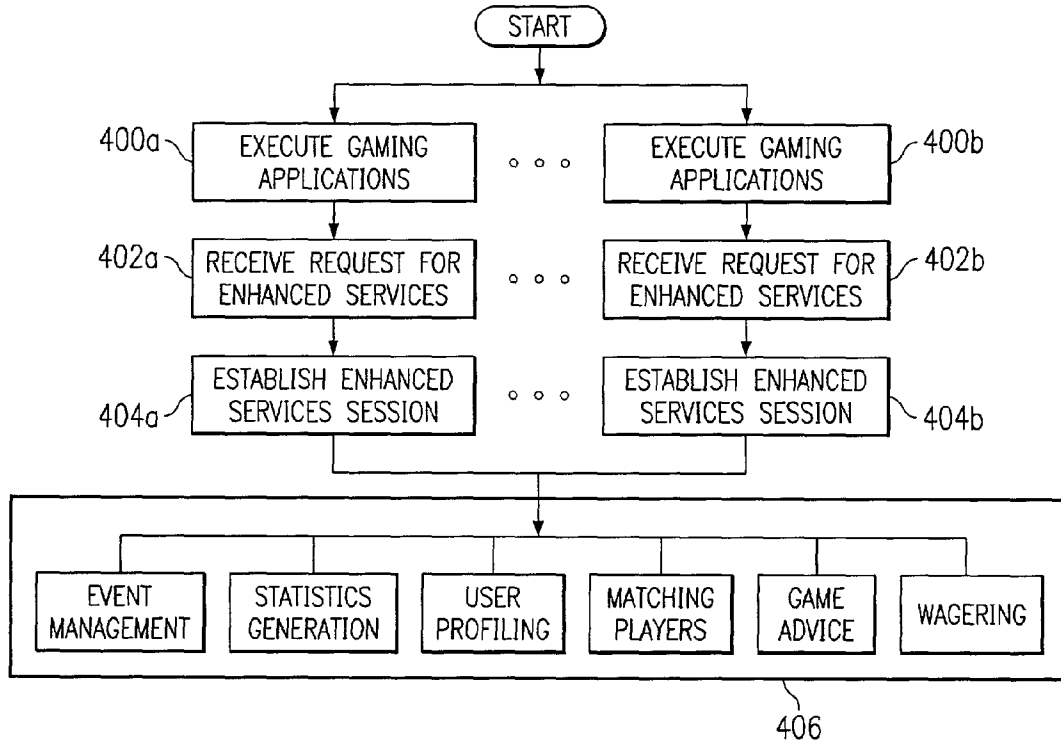 START
400a
EXECUTE GAMING
APPLICATIONS
EXECUTE GAMING
APPLICATIONS
400b
402a
RECEIVE REQUEST FOR
ENHANCED SERVICES
RECEIVE REQUEST FOR
ENHANCED SERVICES
402b
404a
ESTABLISH ENHANCED
SERVICES SESSION
ESTABLISH ENHANCED
SERVICES SESSION
404b
EVENT
MANAGEMENT
STATISTICS
GENERATION
USER
PROFILING
MATCHING
PLAYERS
GAME
ADVICE
WAGERING
406